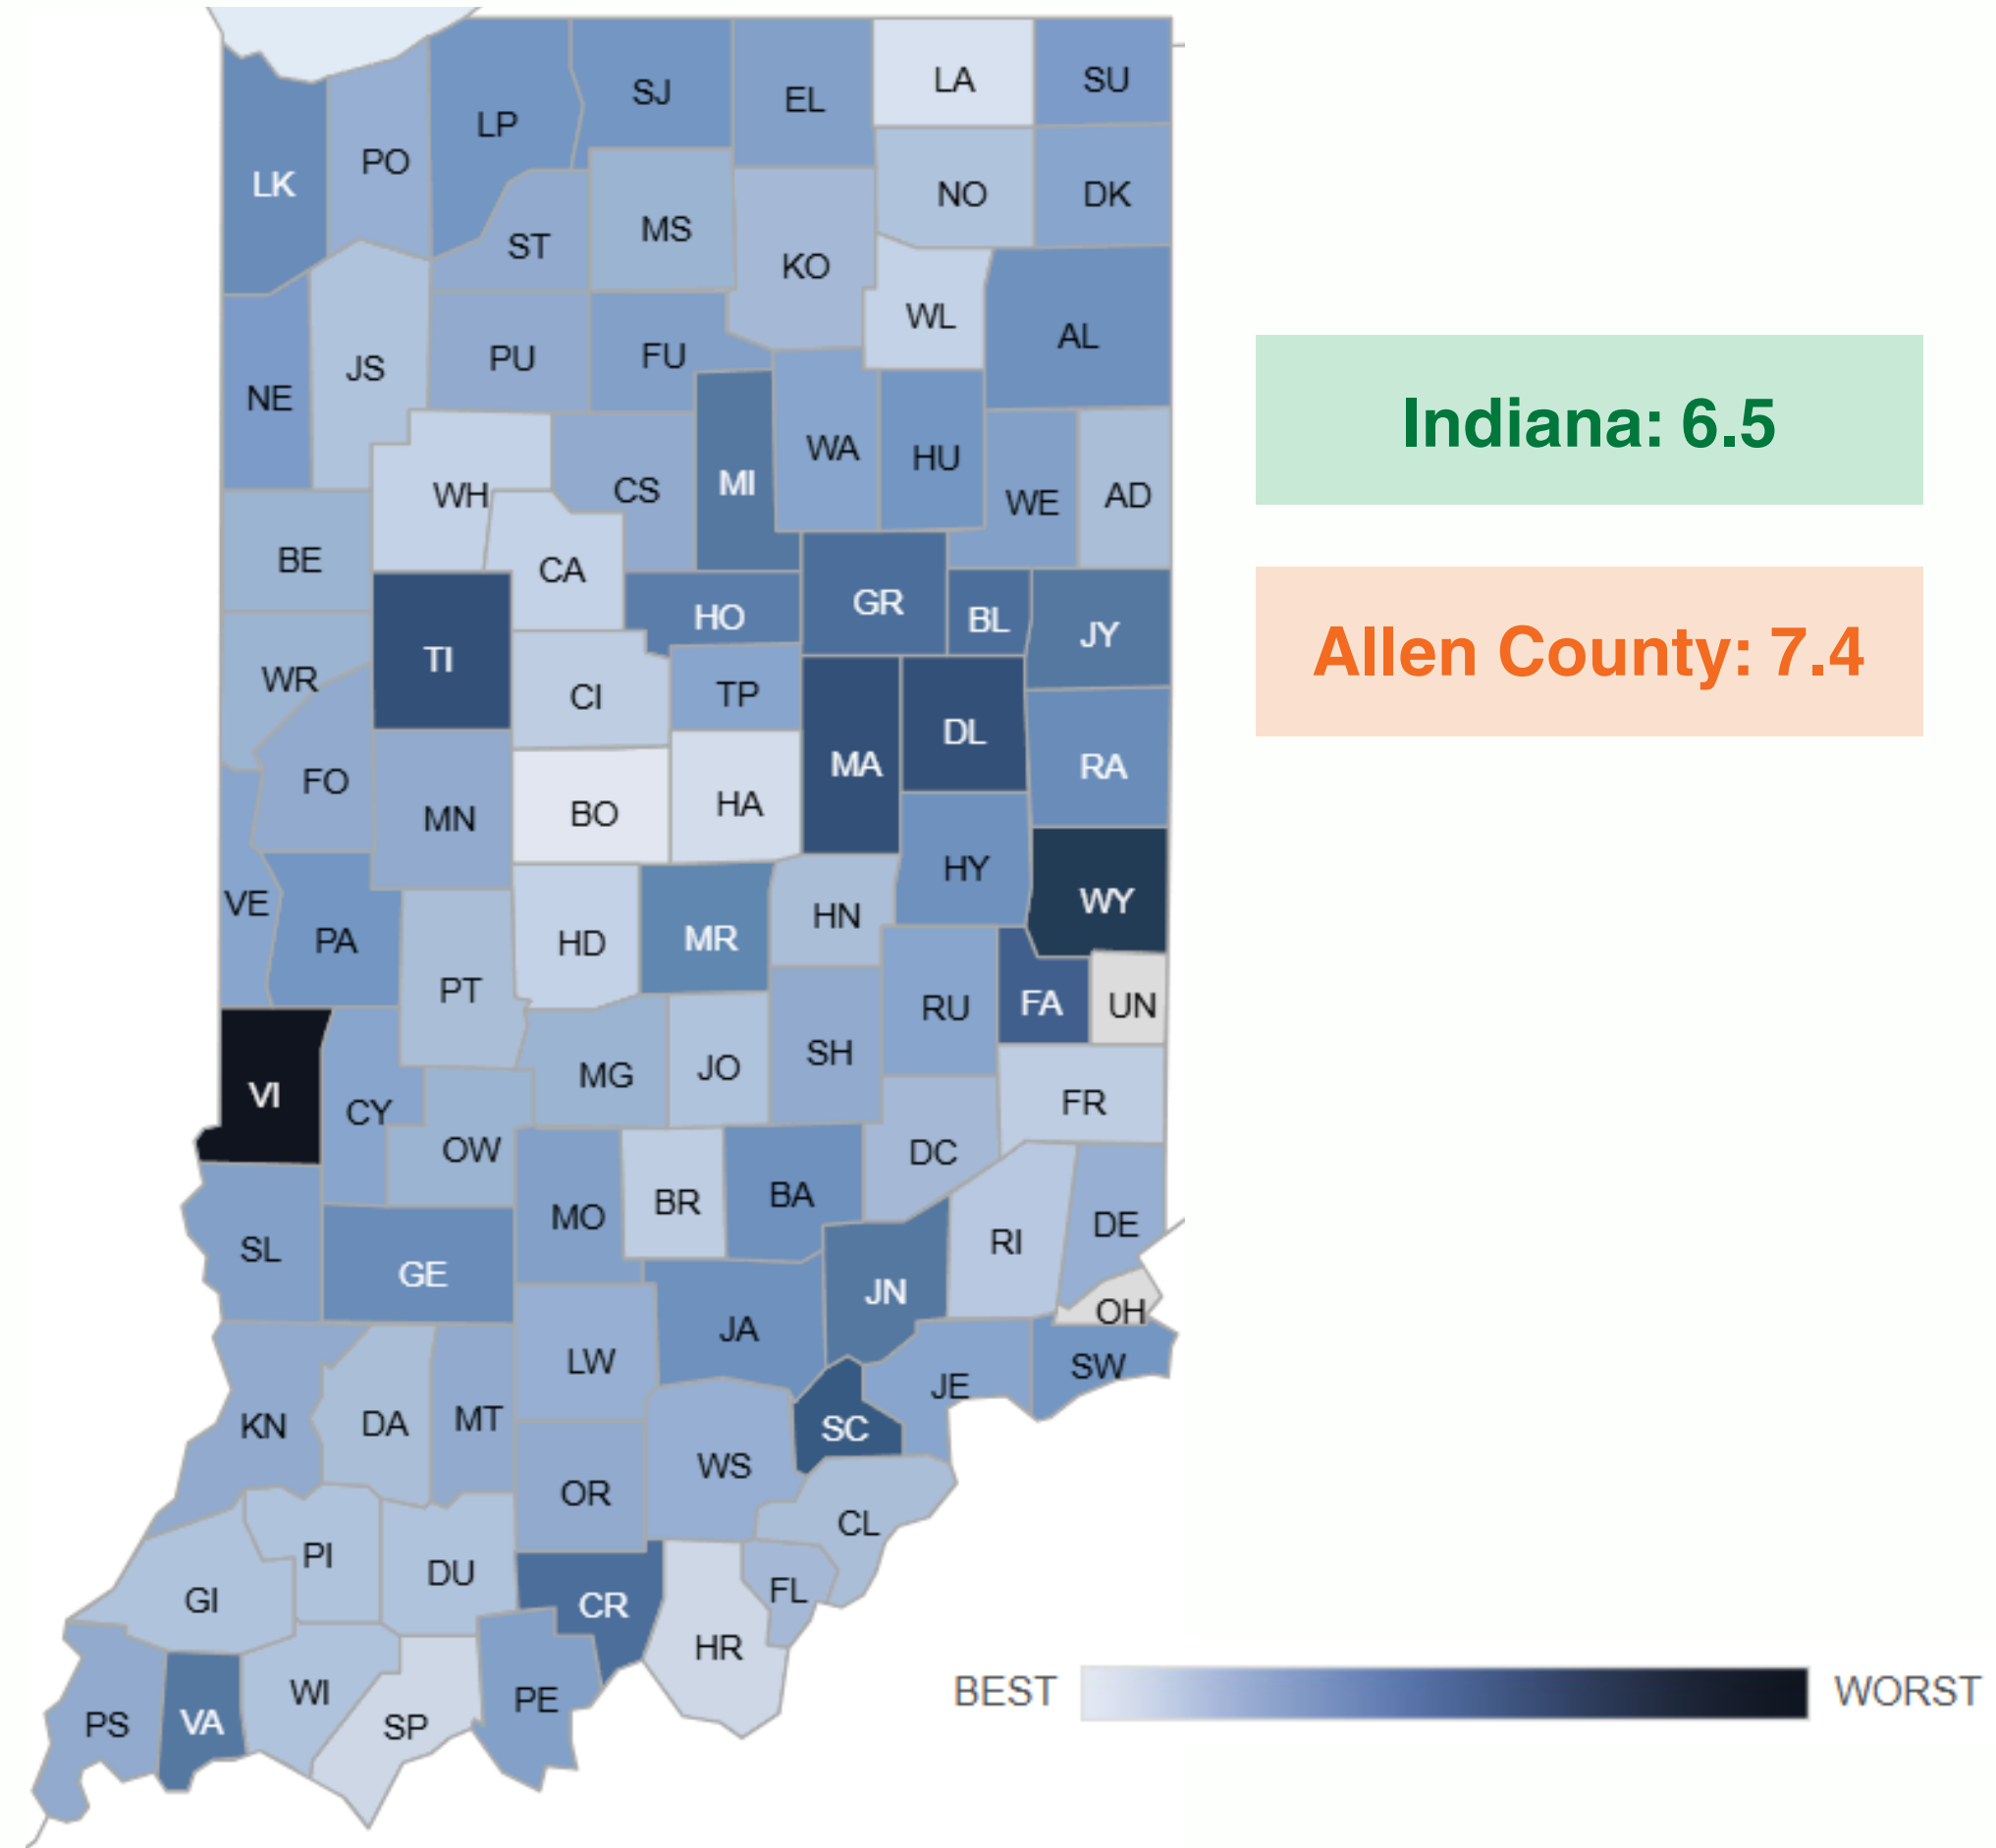 LA
SU
SJ
EL
LP
PO
LK
NO
DK
MS
ST
KO
WL
AL
FU
PU
JS
NE
WA
HU
MI
CS
WH
WE
AD
BE
CA
GR
HO
BL
JY
TI
WR
CI
TP
DL
MA
RA
FO
BO
HA
MN
HY
WY
VE
PA
HD
MR
HN
PT
RU
FA
UN
SH
JO
MG
VI
CY
FR
OW
DC
BR
BA
MO
DE
RI
SL
GE
JN
OH
JA
LW
SW
JE
KN
DA
MT
SC
WS
OR
CL
PI
DU
GI
FL
CR
HR
WI
PE
PS
VA
SP
Indiana: 6.5
Allen County: 7.4
BEST
WORST